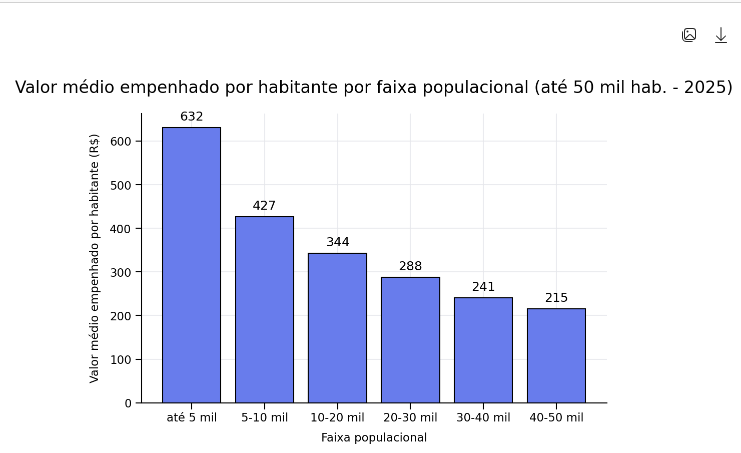 Valor médio empenhado por habitante por faixa populacional (até 50 mil hab. - 2025)
Valor médio empenhado por habitante (R$)
600
500
400
300
200
100
0
632
427
344
288
241
215
até 5 mil
5-10 mil
10-20 mil
20-30 mil
30-40 mil
40-50 mil
Faixa populacional